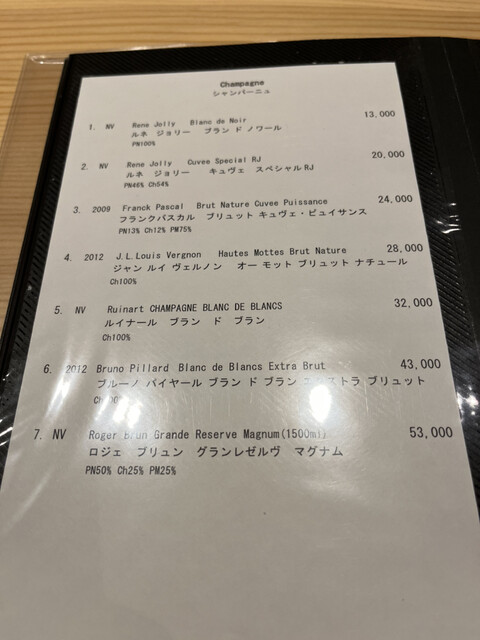 Champagne
シャンパーニュ
1. NV Rene Jolly Blanc de Noir 13,000
ルネ ジョリー ブラン ド ノワール
PN100%
2. NV Rene Jolly Cuvee Special RJ 20,000
ルネ ジョリー キュヴェ スペシャルRJ
PN46% Ch54%
3. 2009 Franck Pascal Brut Nature Cuvee Puissance 24,000
フランクパスカル ブリュット キュヴェ・ピュイサンス
PN13% Ch12% PM75%
4. 2012 J.L.Louis Vergnon Hautes Mottes Brut Nature 28,000
ジャン ルイ ヴェルノン オー モット ブリュット ナチュール
Ch100%
5. NV Ruinart CHAMPAGNE BLANC DE BLANCS 32,000
ルイナール ブラン ド ブラン
Ch100%
6. 2012 Bruno Pillard Blanc de Blancs Extra Brut 43,000
ブルーノ パイヤール ブラン ド ブラン エクストラ ブリュット
Ch100%
7. NV Roger Brun Grande Reserve Magnum(1500ml) 53,000
ロジェ ブリュン グランレゼルヴ マグナム
PN50% Ch25% PM25%